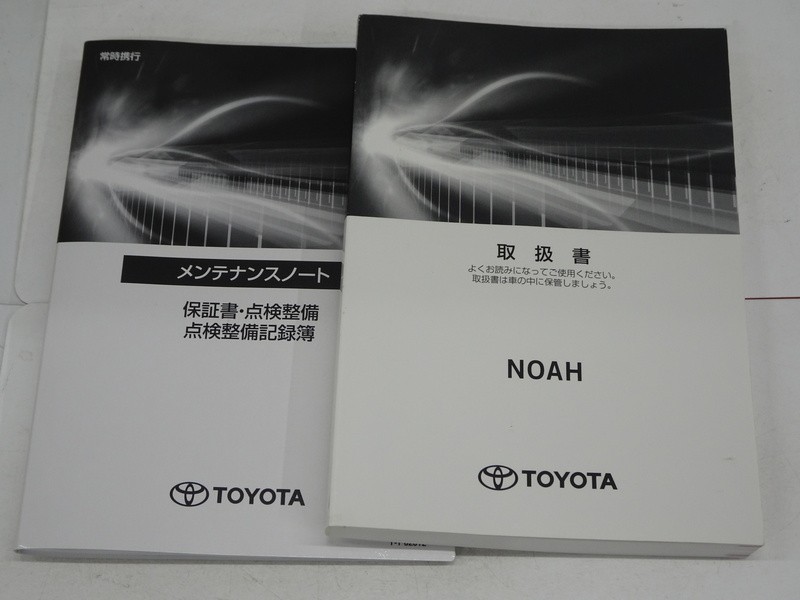 常時携行
メンテナンスノート
保証書・点検整備
点検整備記録簿
TOYOTA
取扱書
よくお読みになってご使用ください。
取扱書は車の中に保管しましょう。
NOAH
TOYOTA